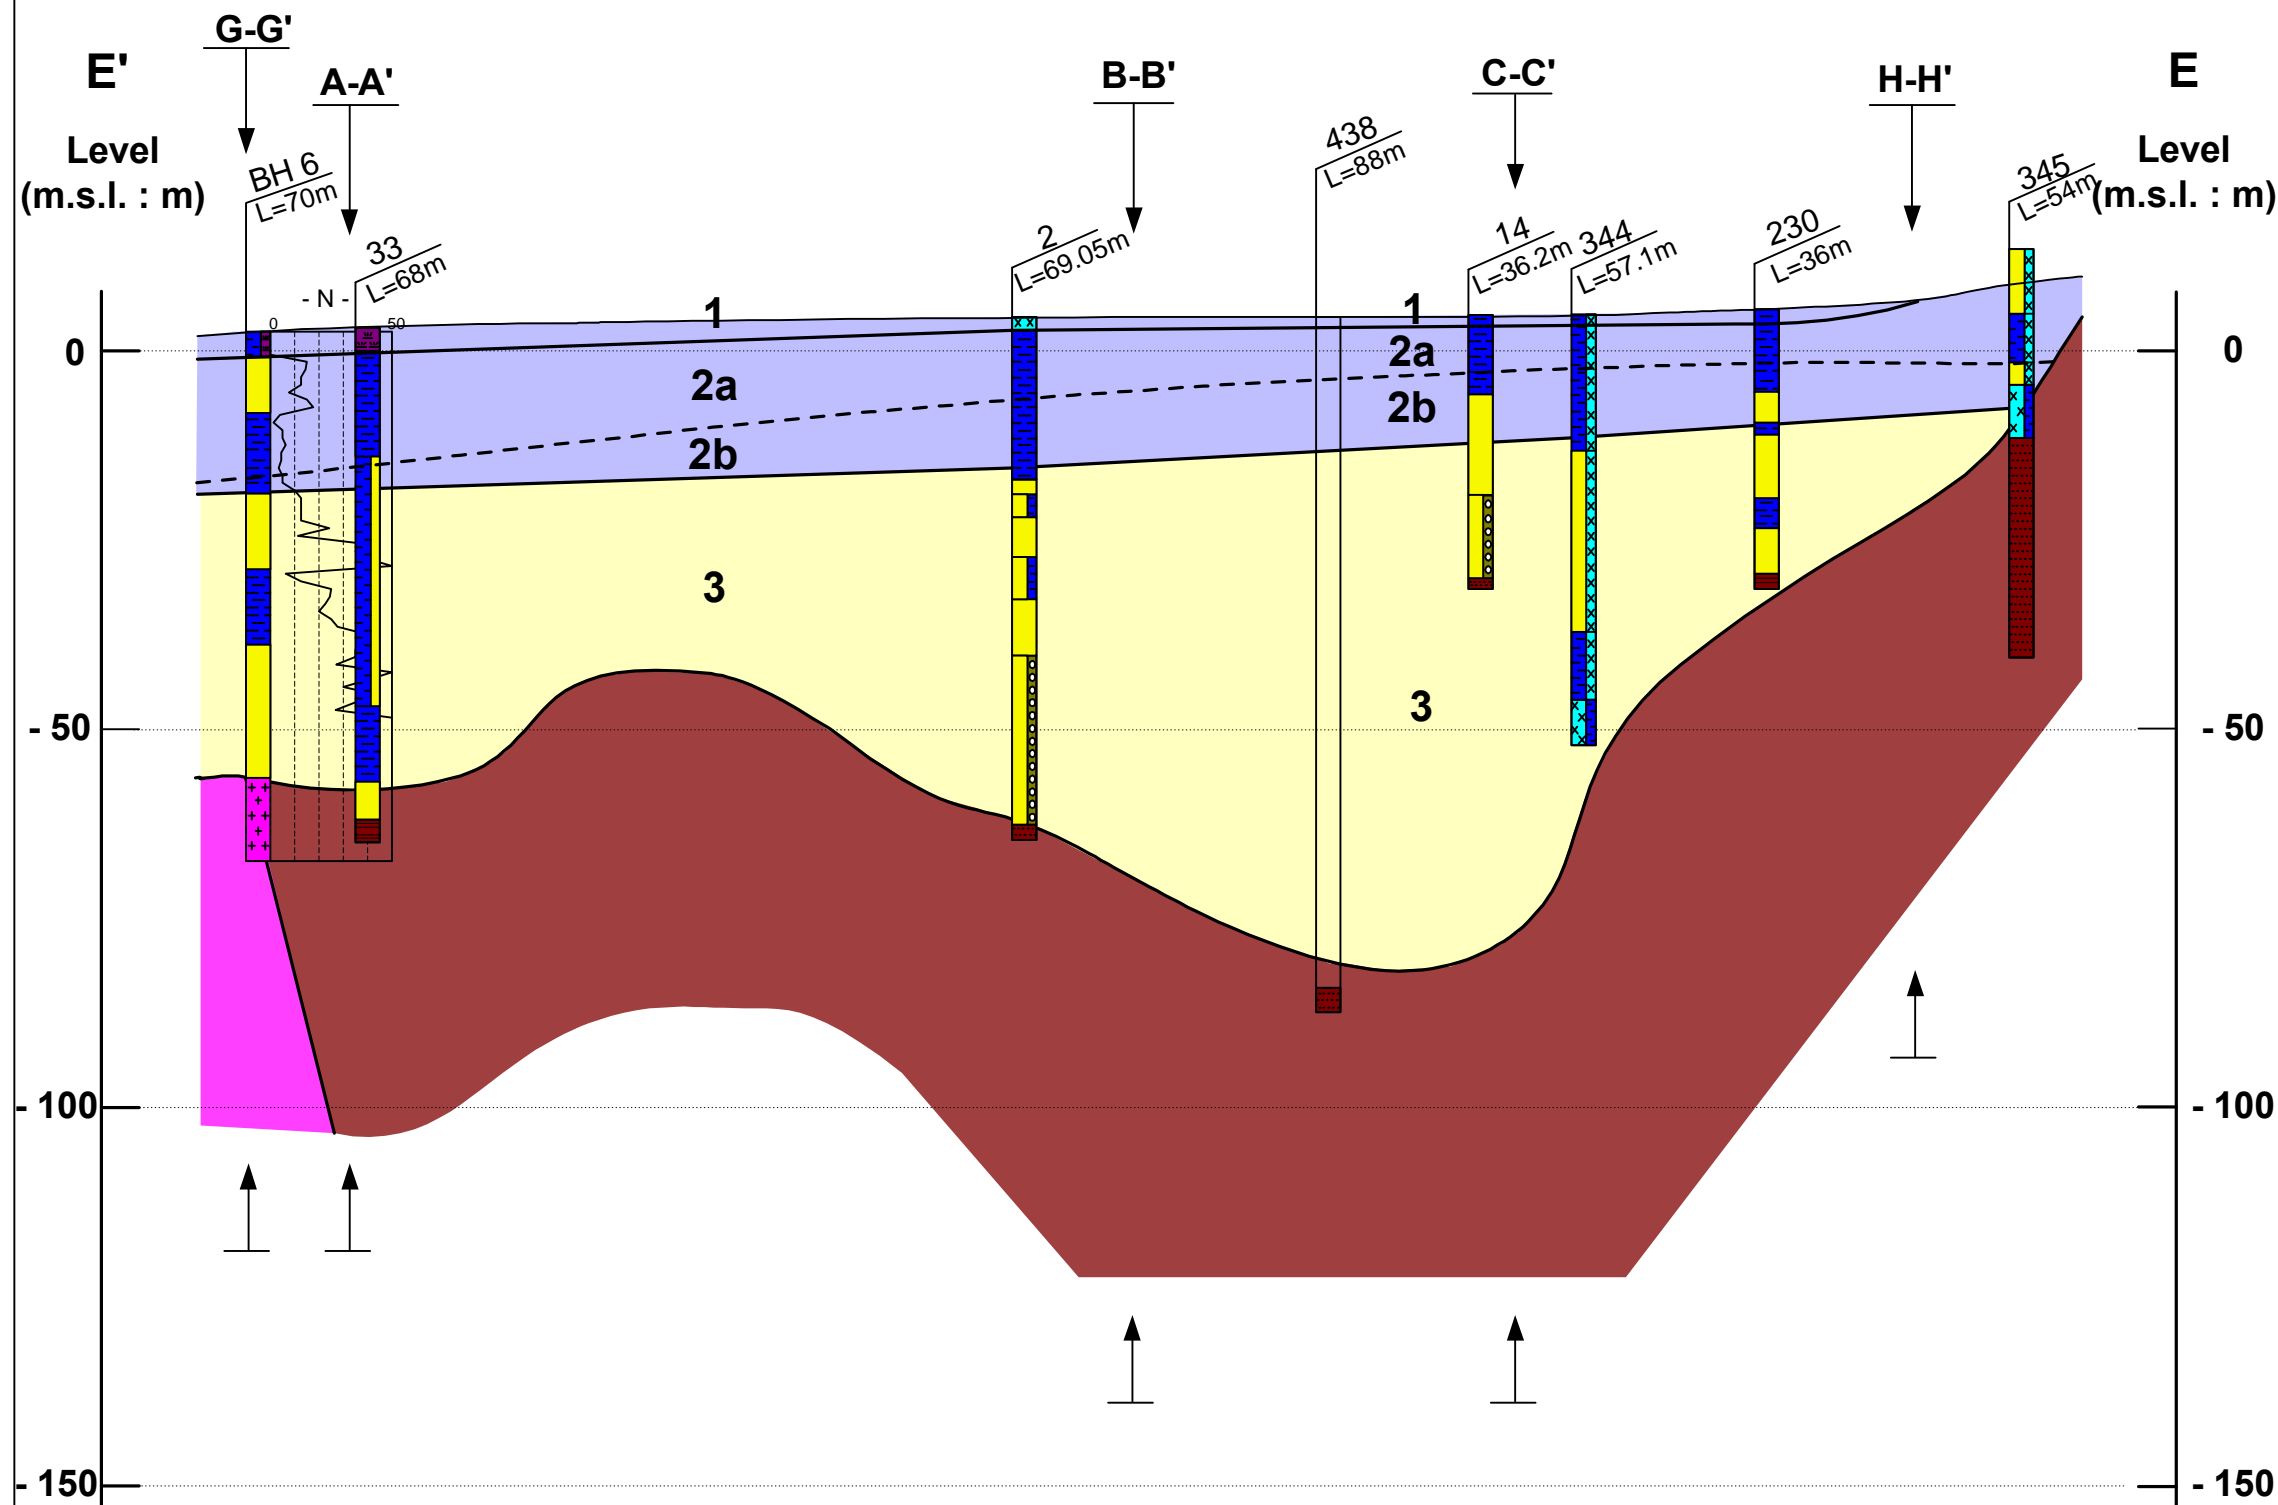 G-G'
E'
A-A'
B-B'
C-C'
H-H'
E
Level
(m.s.l. : m)
Level
(m.s.l. : m)
BH 6
L=70m
33
L=68m
2
L=69.05m
438
L=88m
14
L=36.2m
344
L=57.1m
230
L=36m
345
L=54m
- N -
0
50
1
1
0
2a
2a
0
2b
2b
3
3
- 50
- 50
- 100
- 100
- 150
- 150